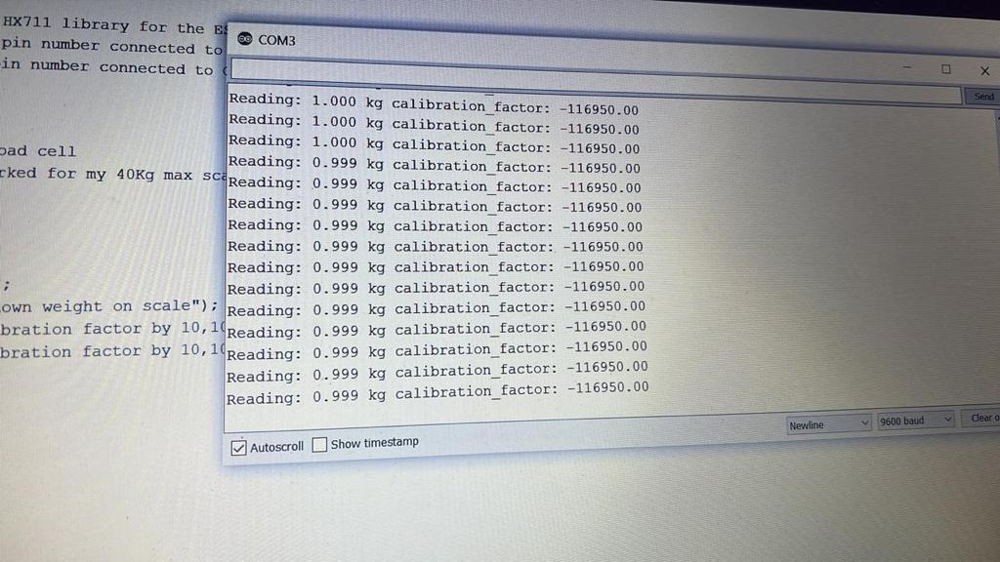 HX711 library for the
pin number connected to
in number connected to
oad cell
rked for my 40Kg max
;
own weight on scale");
bration factor by 10,10
bration factor by 10,10
COM3
Send
Reading: 1.000 kg calibration_factor: -116950.00
Reading: 1.000 kg calibration_factor: -116950.00
Reading: 1.000 kg calibration_factor: -116950.00
Reading: 0.999 kg calibration_factor: -116950.00
Reading: 0.999 kg calibration_factor: -116950.00
Reading: 0.999 kg calibration_factor: -116950.00
Reading: 0.999 kg calibration_factor: -116950.00
Reading: 0.999 kg calibration_factor: -116950.00
Reading: 0.999 kg calibration_factor: -116950.00
Reading: 0.999 kg calibration_factor: -116950.00
Reading: 0.999 kg calibration_factor: -116950.00
Reading: 0.999 kg calibration_factor: -116950.00
Reading: 0.999 kg calibration_factor: -116950.00
Reading: 0.999 kg calibration_factor: -116950.00
Reading: 0.999 kg calibration_factor: -116950.00
Autoscroll Show timestamp
Newline 9600 baud Clear o